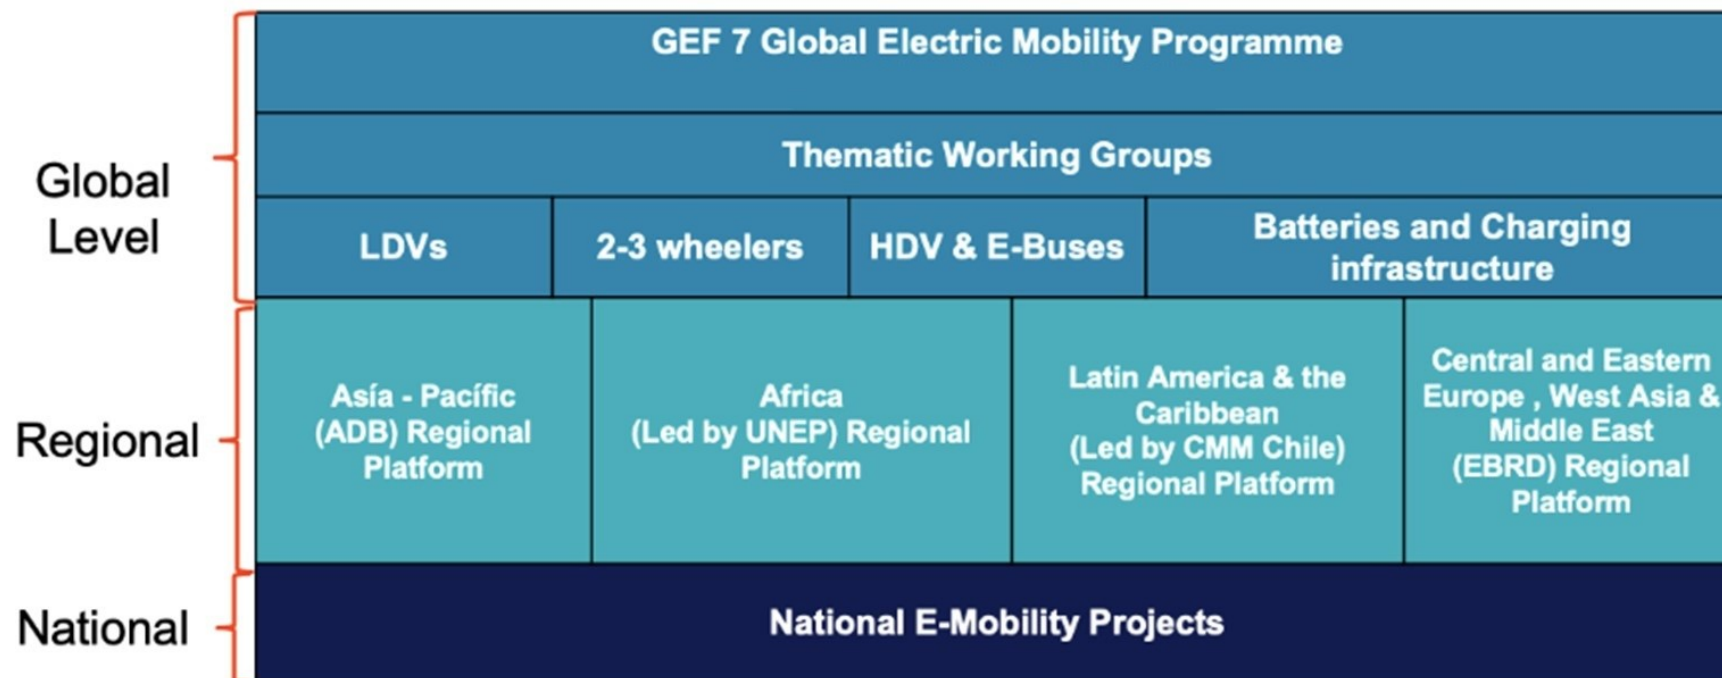 GEF 7 Global Electric Mobility Programme
Thematic Working Groups
Global
Level
LDVs
2-3 wheelers
HDV & E-Buses
Batteries and Charging
infrastructure
Regional
Asía - Pacífic
(ADB) Regional
Platform
Africa
(Led by UNEP) Regional
Platform
Latin America & the
Caribbean
(Led by CMM Chile)
Regional Platform
Central and Eastern
Europe , West Asia &
Middle East
(EBRD) Regional
Platform
National
National E-Mobility Projects